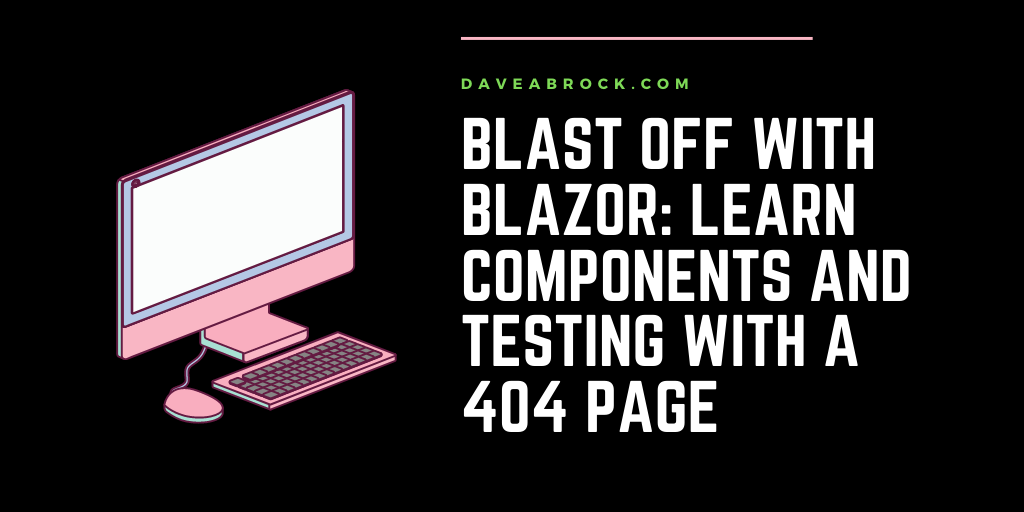 DAVEABROCK.COM
BLAST OFF WITH
BLAZOR: LEARN
COMPONENTS AND
TESTING WITH A
404 PAGE